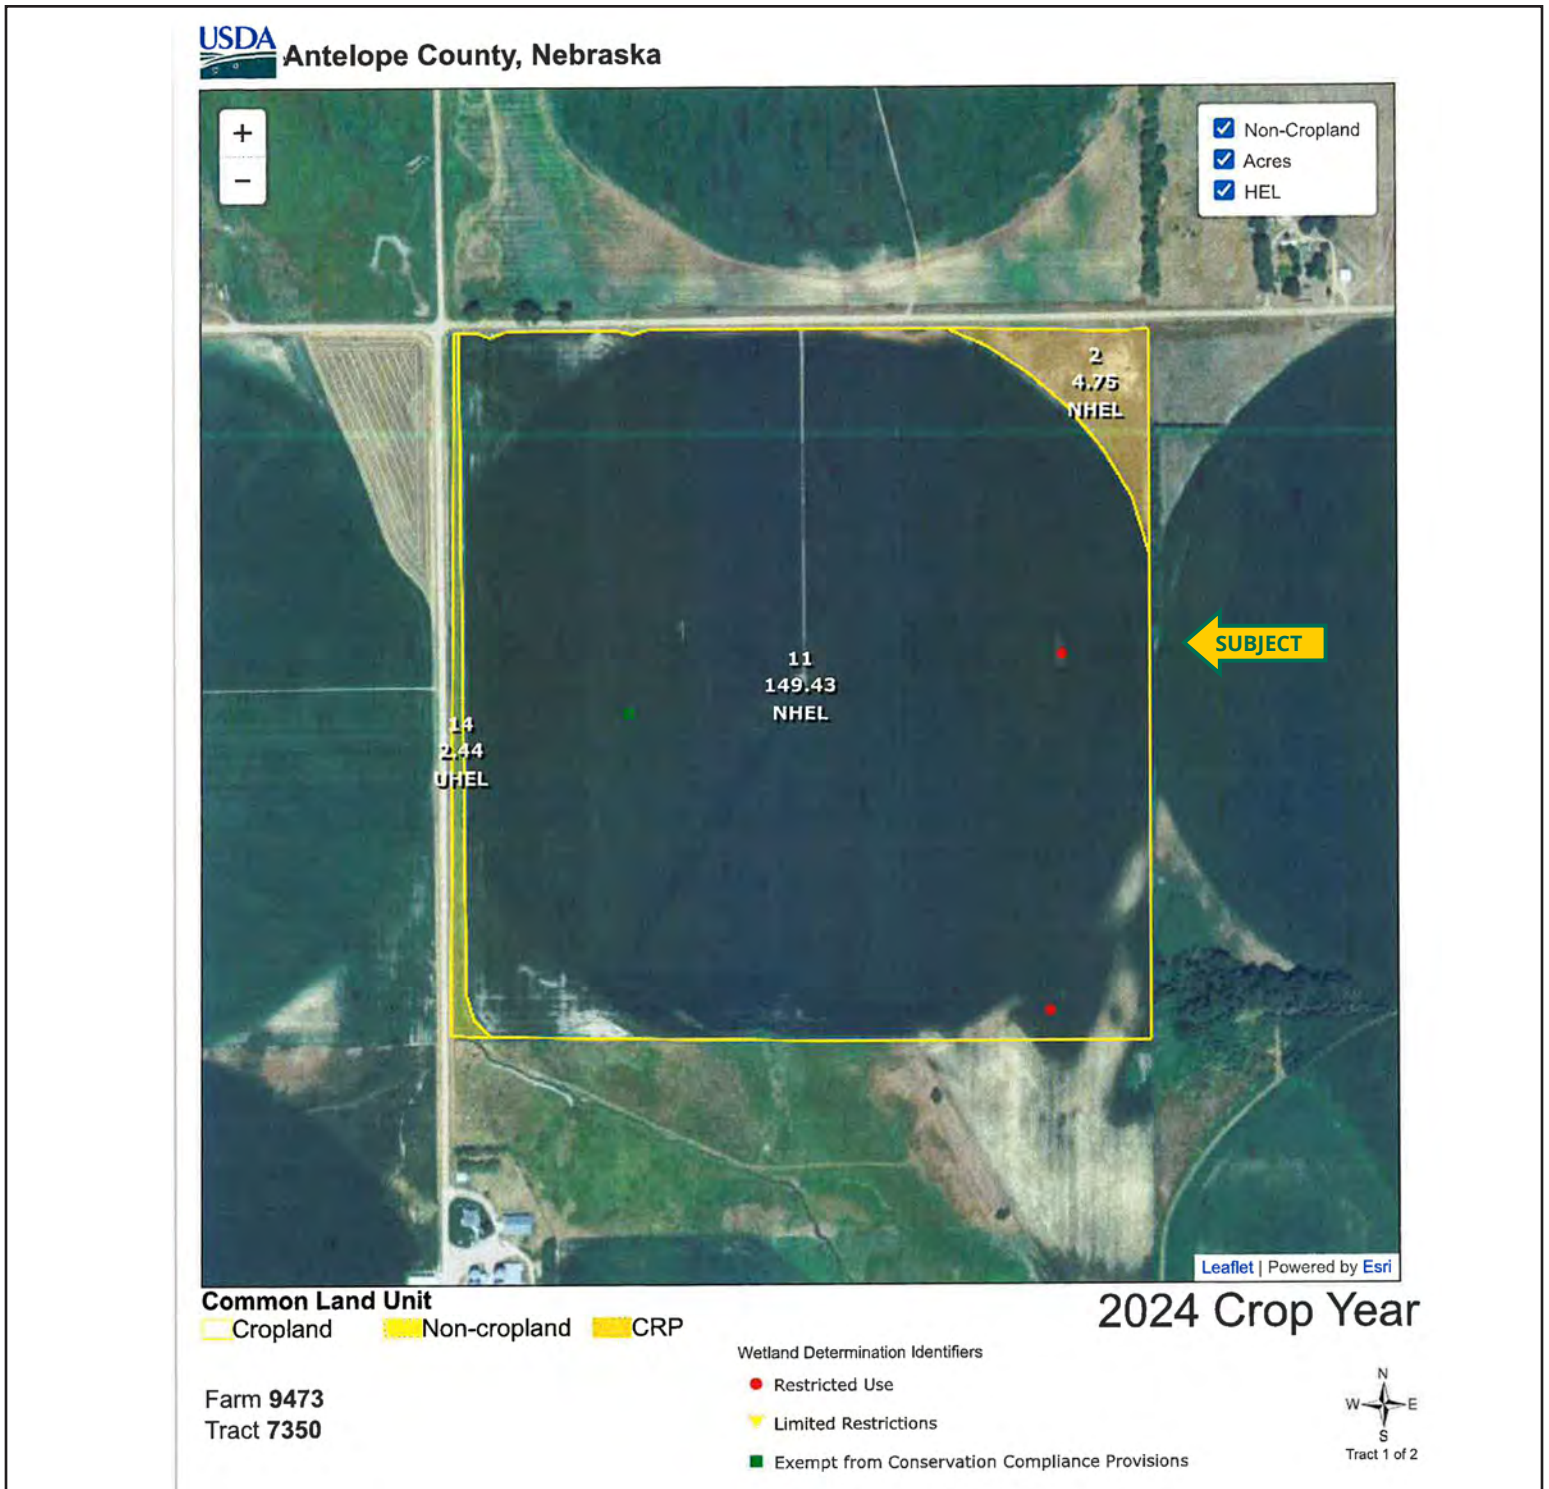 USDA
Antelope County, Nebraska
+
−
Non-Cropland
Acres
HEL
2
4.75
NHEL
SUBJECT
11
149.43
NHEL
14
2.44
UHEL
Leaflet | Powered by Esri
Common Land Unit
Cropland Non-cropland CRP
2024 Crop Year
Wetland Determination Identifiers
Restricted Use
Limited Restrictions
Exempt from Conservation Compliance Provisions
Farm 9473
Tract 7350
N
W E
S
Tract 1 of 2